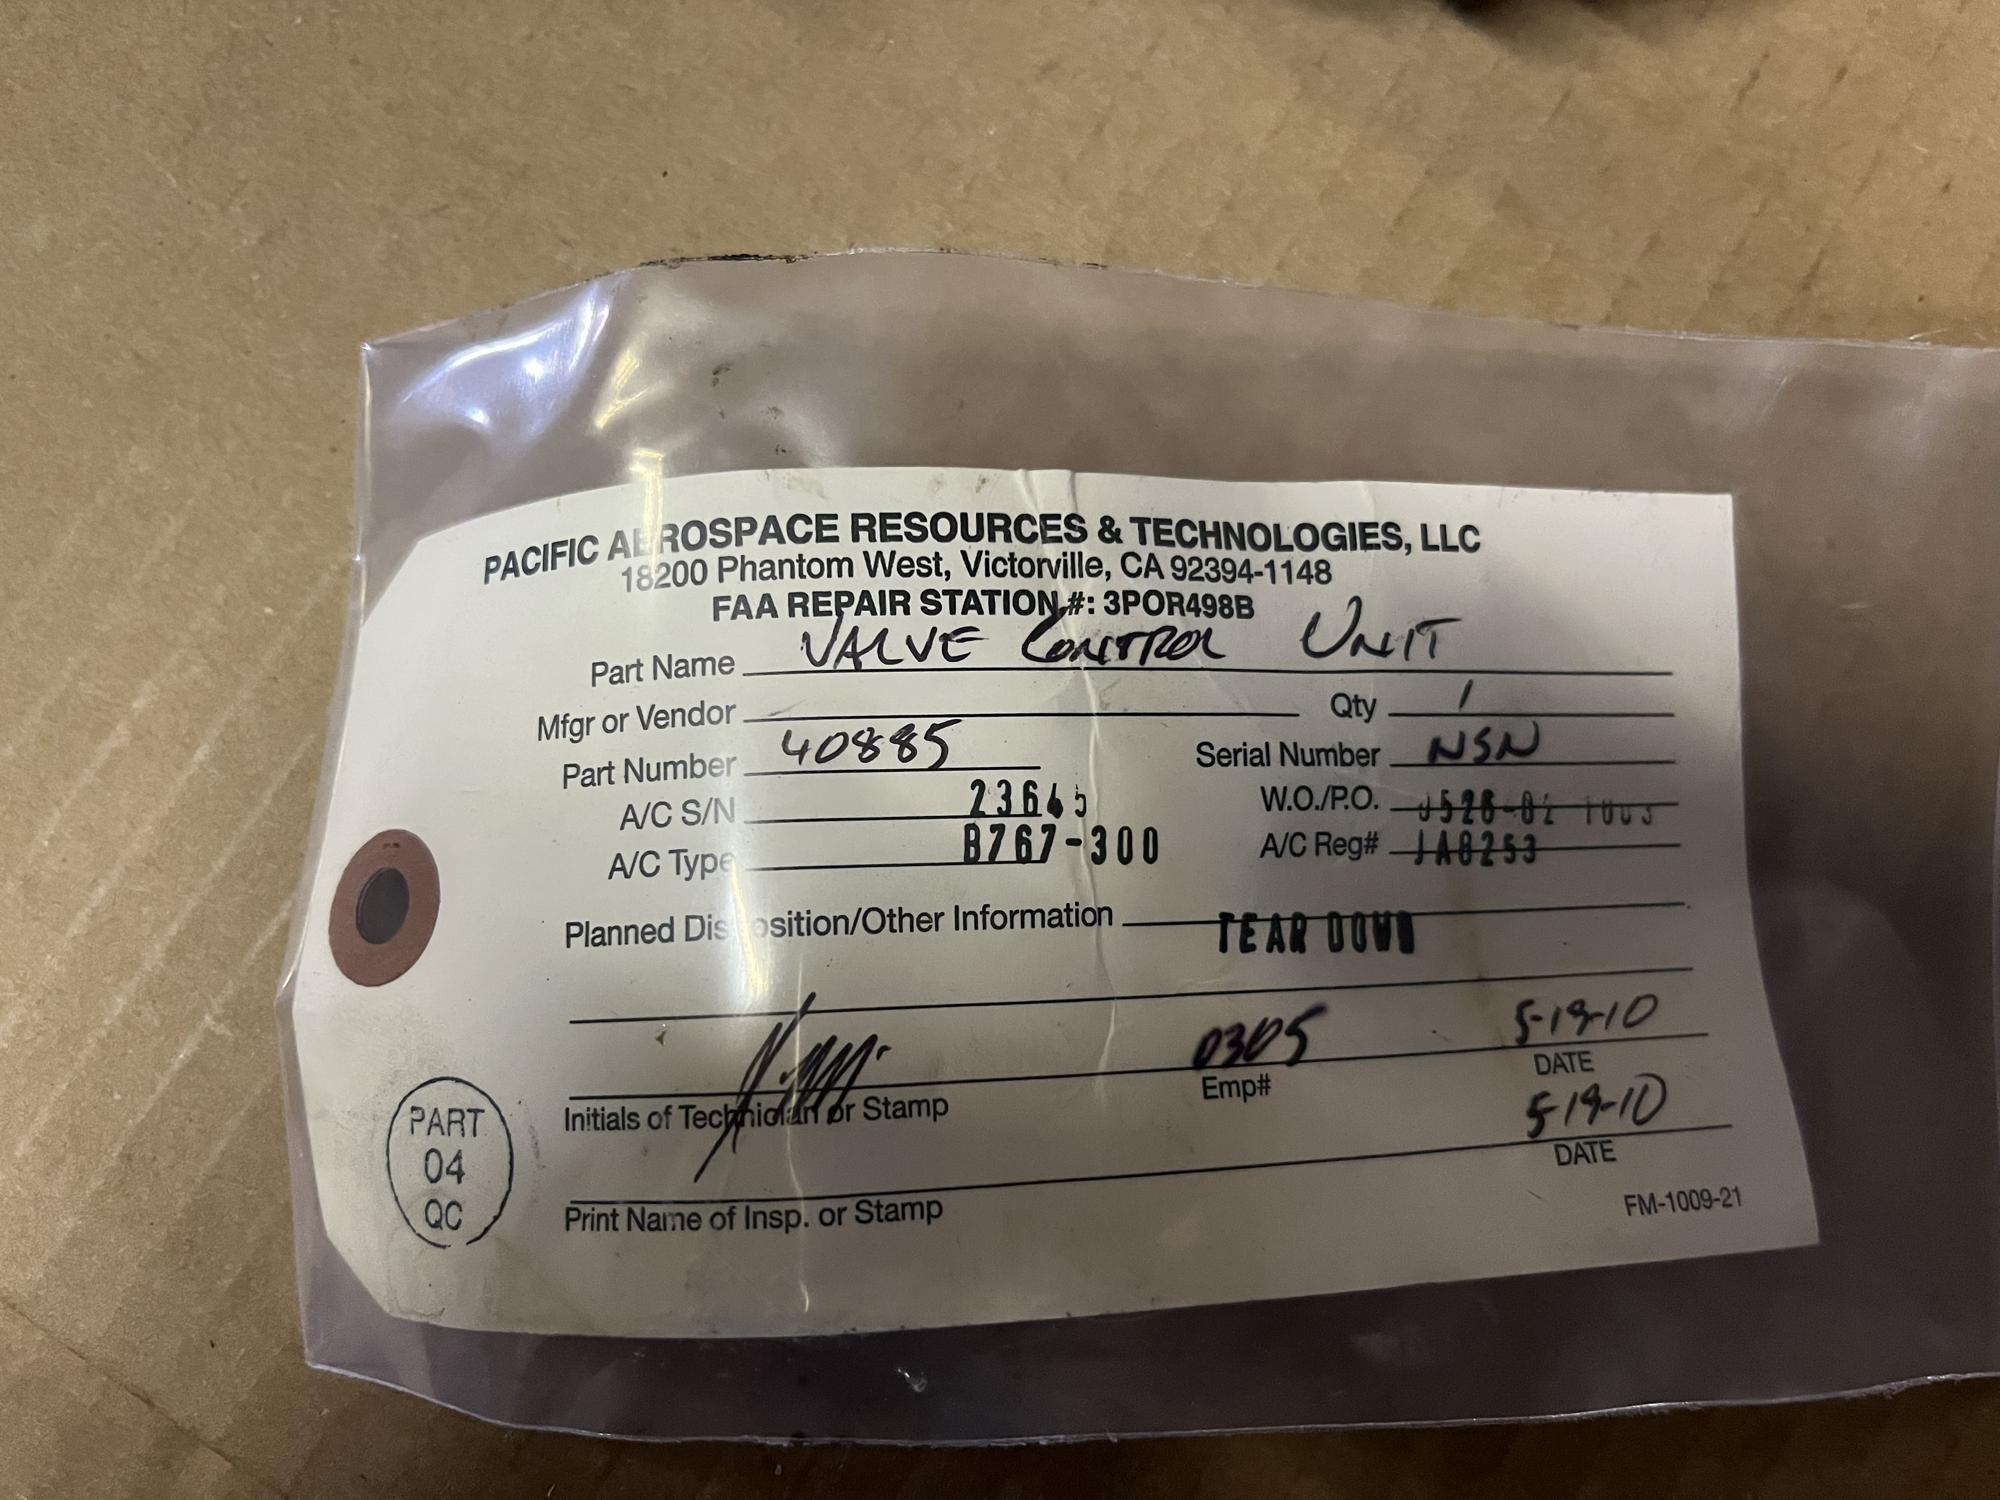 PACIFIC AEROSPACE RESOURCES & TECHNOLOGIES, LLC
18200 Phantom West, Victorville, CA 92394-1148
FAA REPAIR STATION #: 3POR498B
Part Name VALVE CONTROL UNIT
Mfgr or Vendor Qty 1
Part Number 40885 Serial Number NSN
A/C S/N 23645 W.O./P.O.
A/C Type B767-300 A/C Reg# JA8253
Planned Disposition/Other Information TEAR DOWN
0305 5-19-10
Initials of Technician or Stamp Emp# DATE
5-19-10
Print Name of Insp. or Stamp DATE
FM-1009-21
PART
04
QC